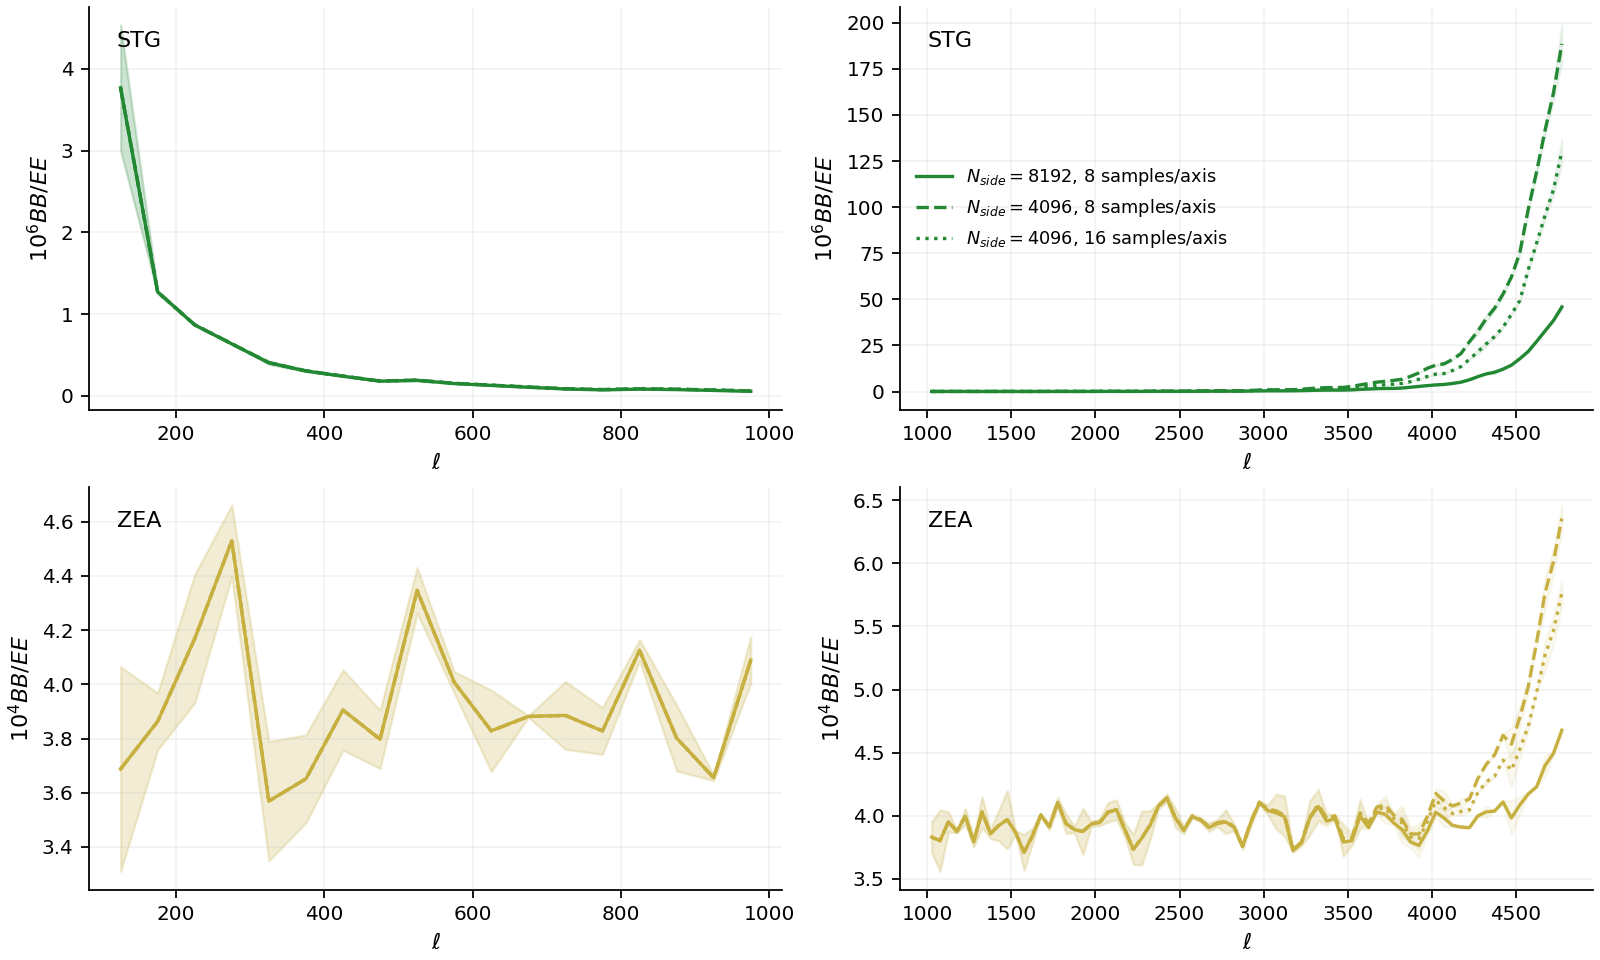 STG
10⁶BB/EE
4
3
2
1
0
200 400 600 800 1000
ℓ
STG
10⁶BB/EE
200
175
150
125
100
75
50
25
0
N_side = 8192, 8 samples/axis
N_side = 4096, 8 samples/axis
N_side = 4096, 16 samples/axis
1000 1500 2000 2500 3000 3500 4000 4500
ℓ
ZEA
10⁴BB/EE
4.6
4.4
4.2
4.0
3.8
3.6
3.4
200 400 600 800 1000
ℓ
ZEA
10⁴BB/EE
6.5
6.0
5.5
5.0
4.5
4.0
3.5
1000 1500 2000 2500 3000 3500 4000 4500
ℓ